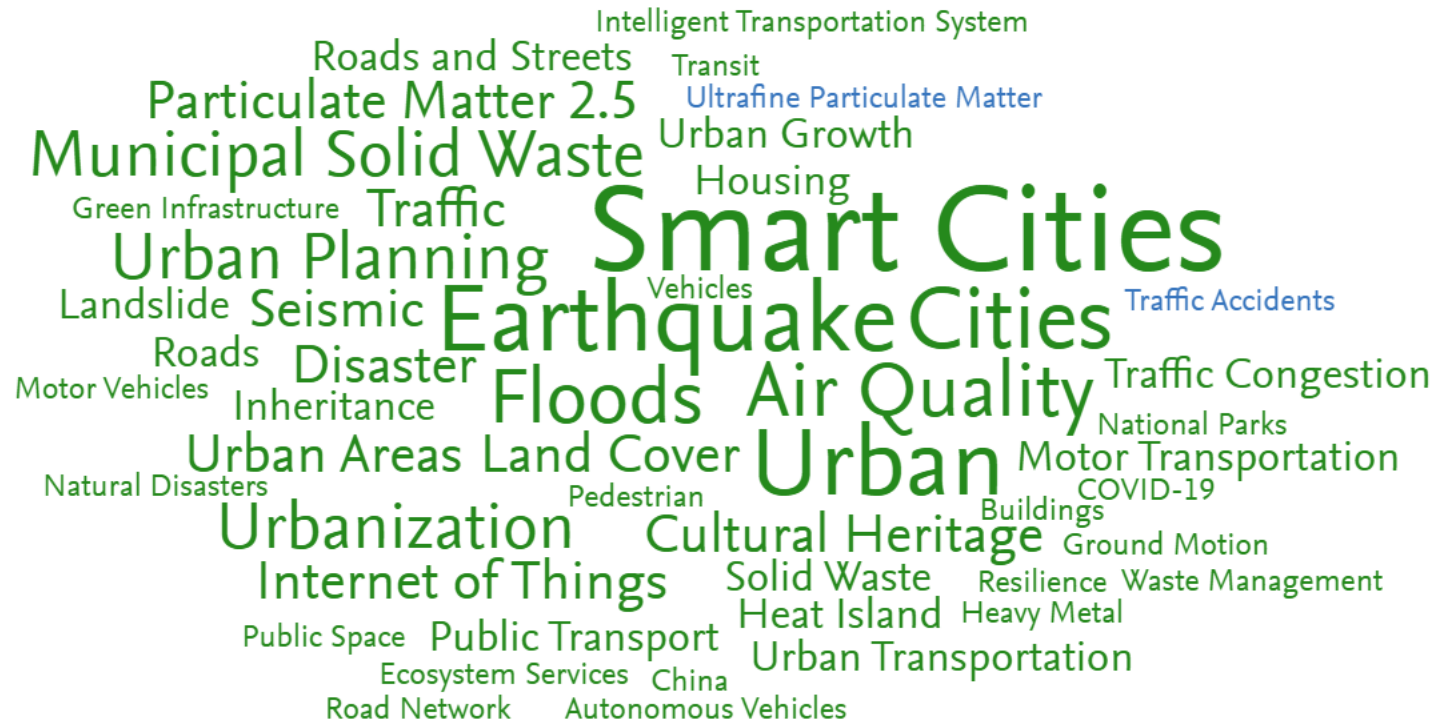 Intelligent Transportation System
Roads and Streets
Transit
Particulate Matter 2.5
Ultrafine Particulate Matter
Municipal Solid Waste
Urban Growth
Housing
Green Infrastructure
Traffic
Smart Cities
Urban Planning
Vehicles
Landslide
Seismic
Earthquake
Cities
Traffic Accidents
Roads
Disaster
Motor Vehicles
Inheritance
Floods
Air Quality
Traffic Congestion
National Parks
Urban Areas
Land Cover
Urban
Motor Transportation
Natural Disasters
Pedestrian
COVID-19
Buildings
Urbanization
Cultural Heritage
Ground Motion
Internet of Things
Solid Waste
Resilience
Waste Management
Heat Island
Heavy Metal
Public Space
Public Transport
Urban Transportation
Ecosystem Services
China
Road Network
Autonomous Vehicles